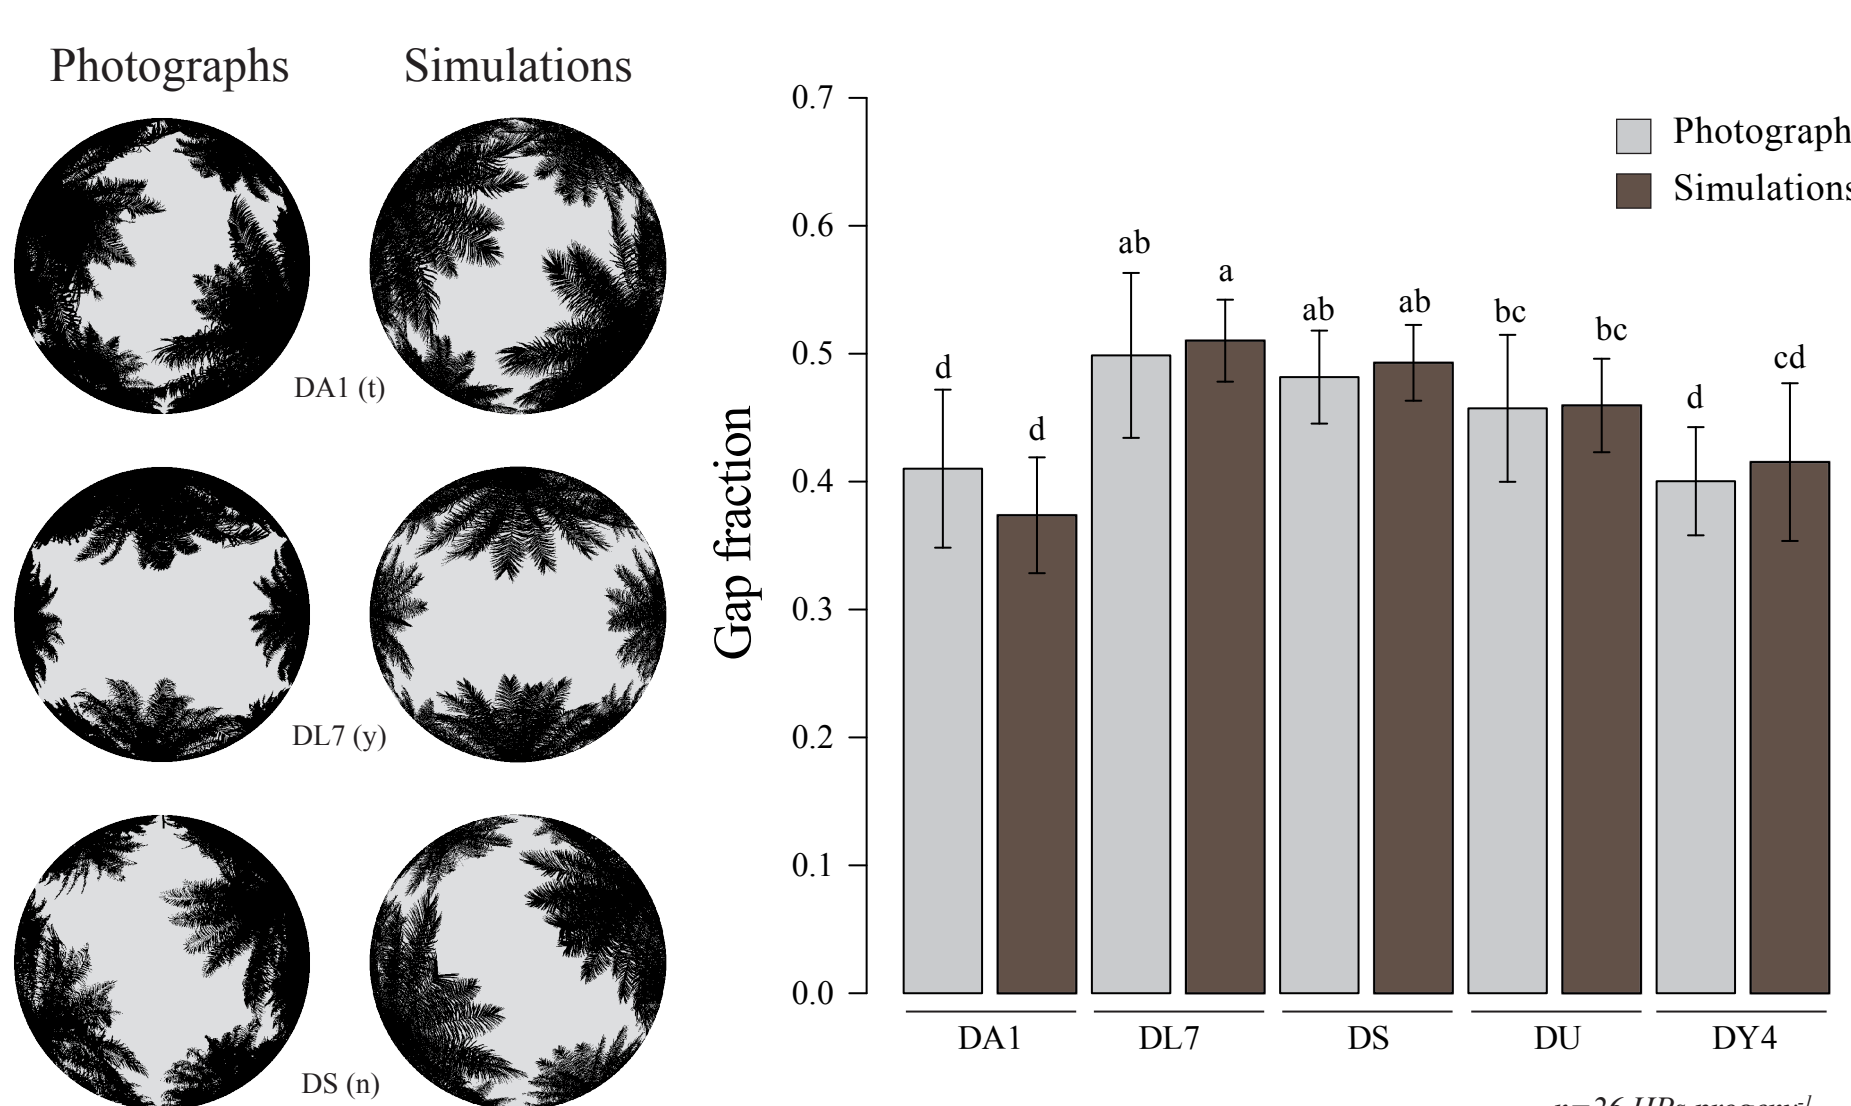 Photographs
Simulations
DA1 (t)
DL7 (y)
DS (n)
Gap fraction
0.7
0.6
0.5
0.4
0.3
0.2
0.1
0.0
Photograph
Simulations
d
d
ab
a
ab
ab
bc
bc
d
cd
DA1
DL7
DS
DU
DY4